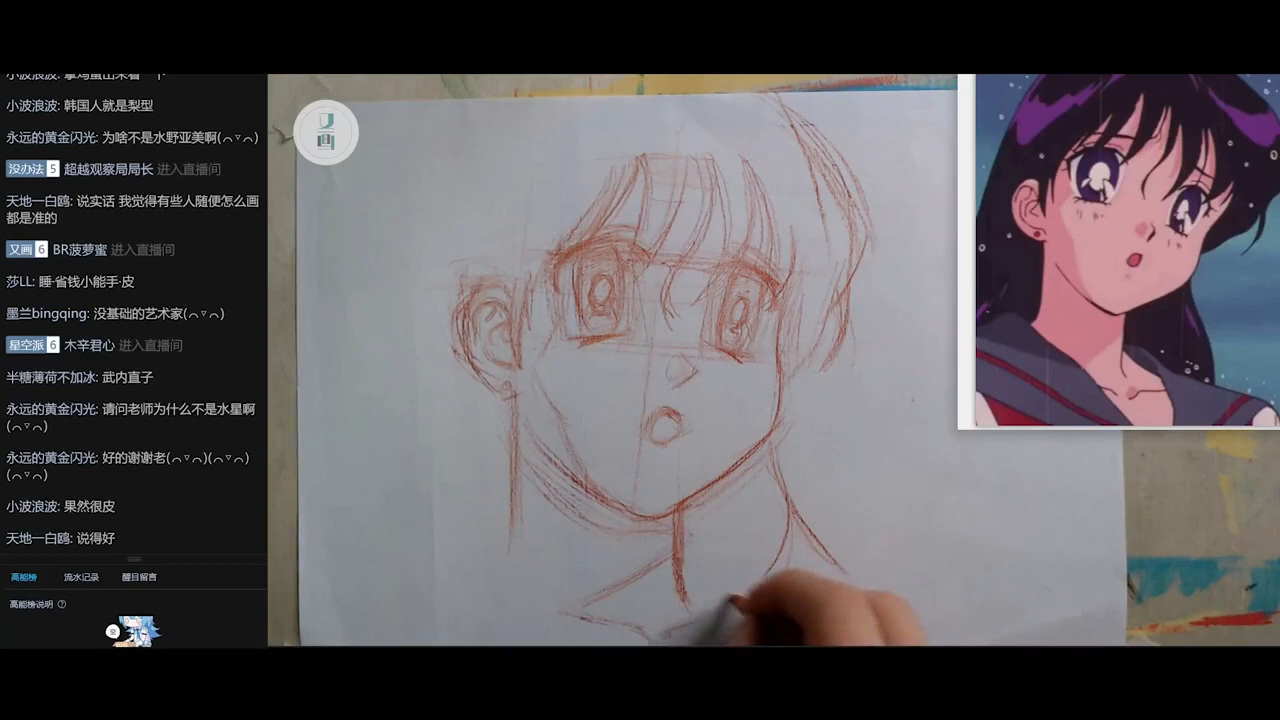 小波浪波:
小波浪波: 韩国人就是梨型
永远的黄金闪光: 为啥不是水野亚美啊(⌒▽⌒)
没办法 5 超越观察局局长 进入直播间
天地一白鸥: 说实话 我觉得有些人随便怎么画
都是准的
又画 6 BR菠萝蜜 进入直播间
莎LL: 睡·省钱小能手·皮
墨兰bingqing: 没基础的艺术家(⌒▽⌒)
星空派 6 木辛君心 进入直播间
半糖薄荷不加冰: 武内直子
永远的黄金闪光: 请问老师为什么不是水星啊
(⌒▽⌒)
永远的黄金闪光: 好的谢谢老(⌒▽⌒)(⌒▽⌒)
(⌒▽⌒)
小波浪波: 果然很皮
天地一白鸥: 说得好
高能榜 流水记录 醒目留言
高能榜说明 ?